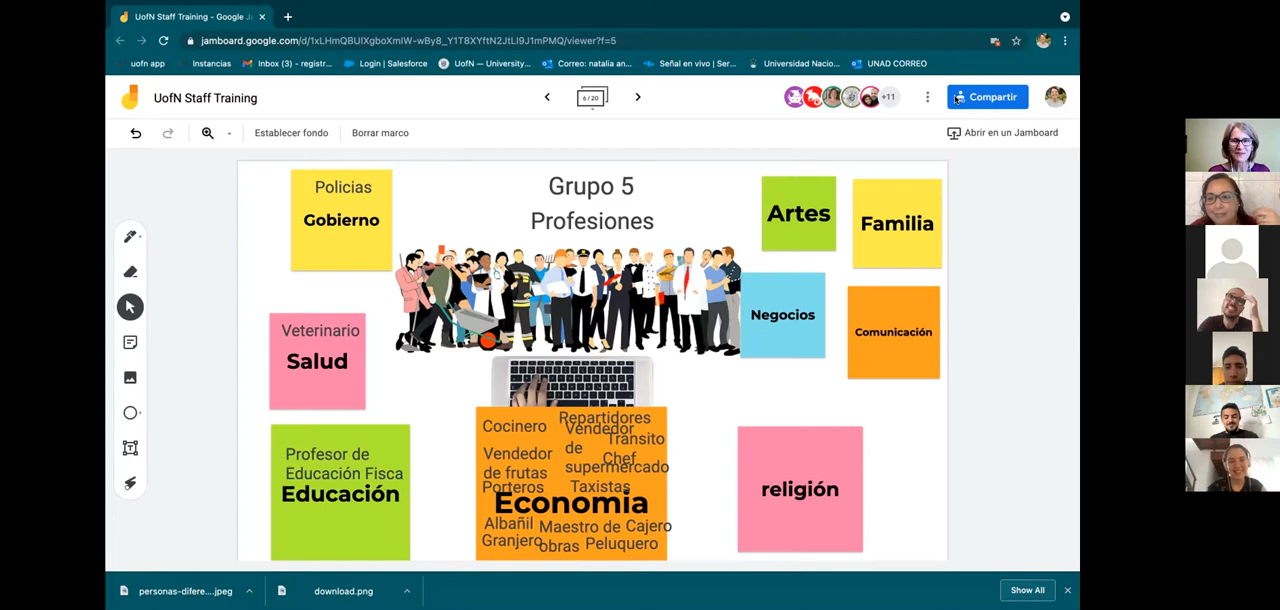 UofN Staff Training - Google Ja
jamboard.google.com/d/1xLHmQBUIXgboXmIW-wBy8_Y1T8XYftN2JtLI9J1mPMQ/viewer?f=5
uofn app
Instancias
Inbox (3) - registr...
Login | Salesforce
UofN — University...
Correo: natalia an...
Señal en vivo | Ser...
Universidad Nacio...
UNAD CORREO
UofN Staff Training
6 / 20
+11
Compartir
Establecer fondo
Borrar marco
Abrir en un Jamboard
Grupo 5
Profesiones
Policias
Gobierno
Artes
Familia
Negocios
Comunicación
Veterinario
Salud
Profesor de
Educación Fisca
Educación
Cocinero
Repartidores
Vendedor
de
supermercado
Transito
Chef
Vendedor
de frutas
Porteros
Taxistas
Economia
Albañil
Maestro de
obras
Cajero
Granjero
Peluquero
religión
personas-difere....jpeg
download.png
Show All